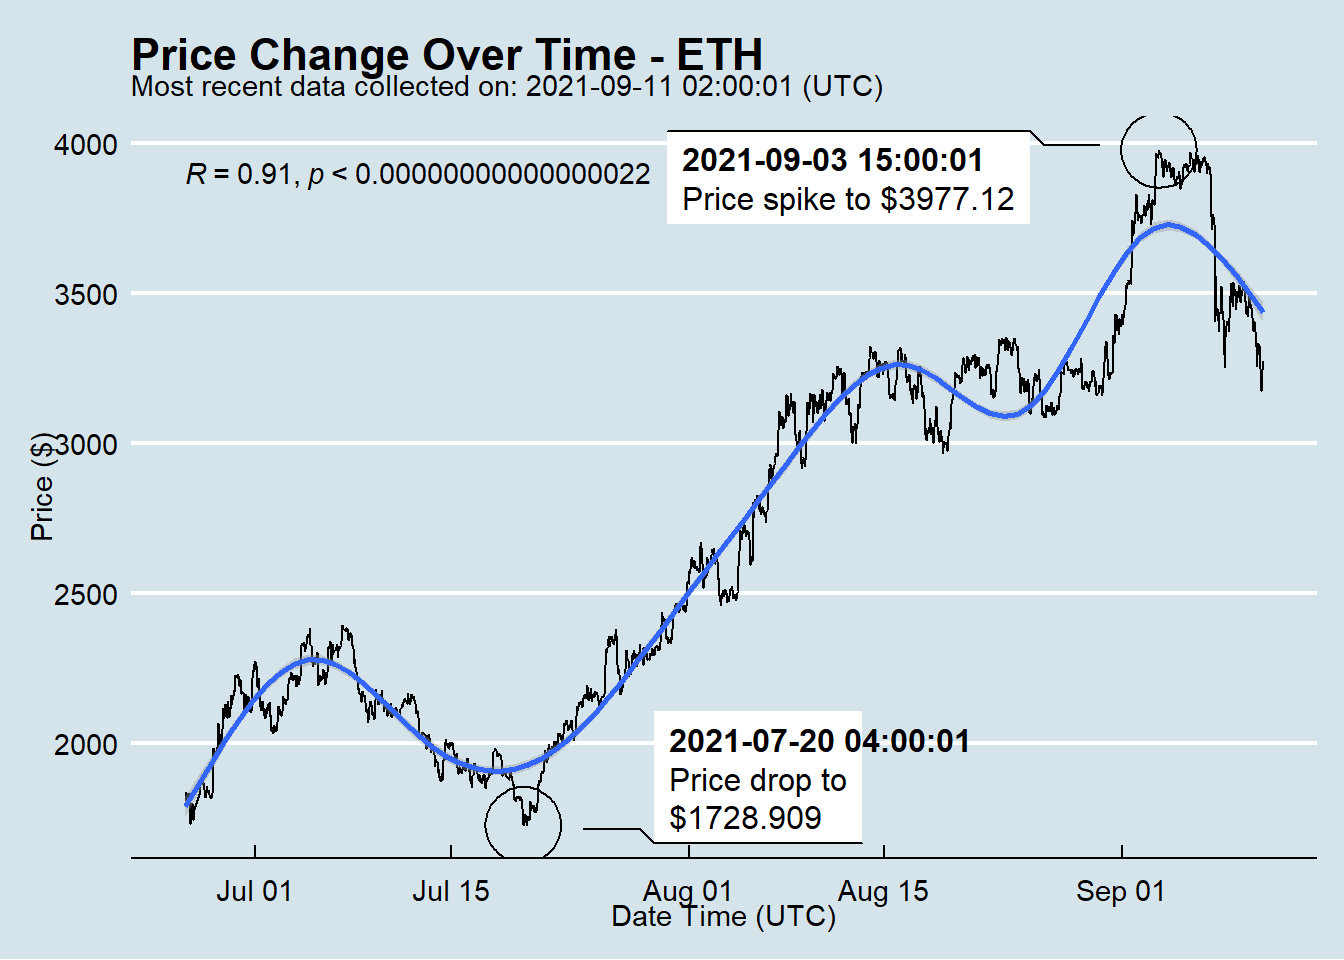 Price Change Over Time - ETH
Most recent data collected on: 2021-09-11 02:00:01 (UTC)
4000
R = 0.91, p < 0.00000000000000022
2021-09-03 15:00:01
Price spike to $3977.12
3500
3000
Price ($)
2500
2000
2021-07-20 04:00:01
Price drop to
$1728.909
Jul 01
Jul 15
Aug 01
Aug 15
Sep 01
Date Time (UTC)